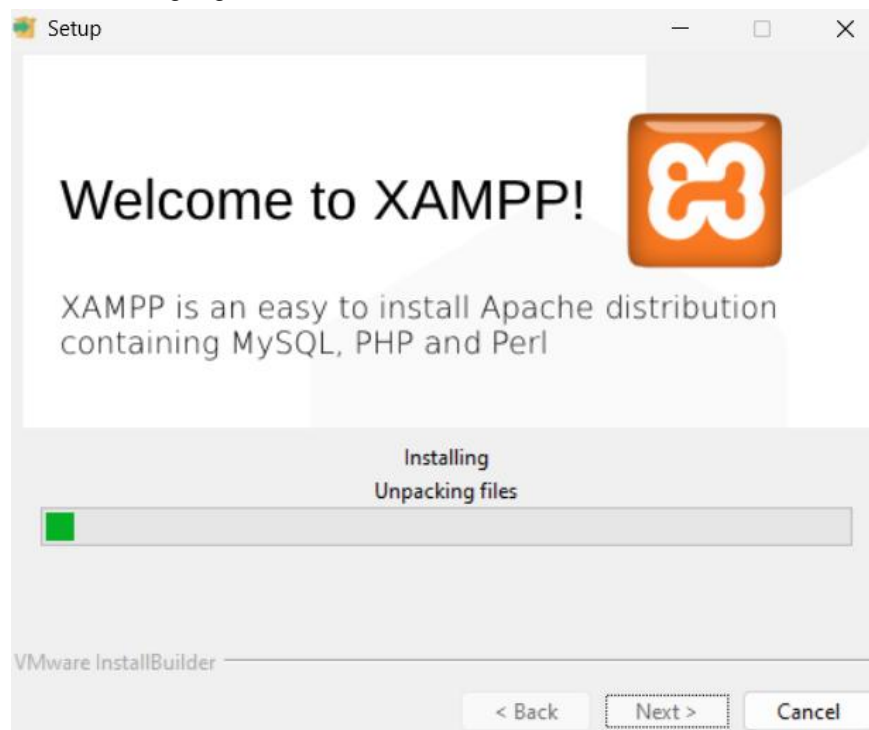 Setup
Welcome to XAMPP!
XAMPP is an easy to install Apache distribution
containing MySQL, PHP and Perl
Installing
Unpacking files
VMware InstallBuilder
< Back
Next >
Cancel